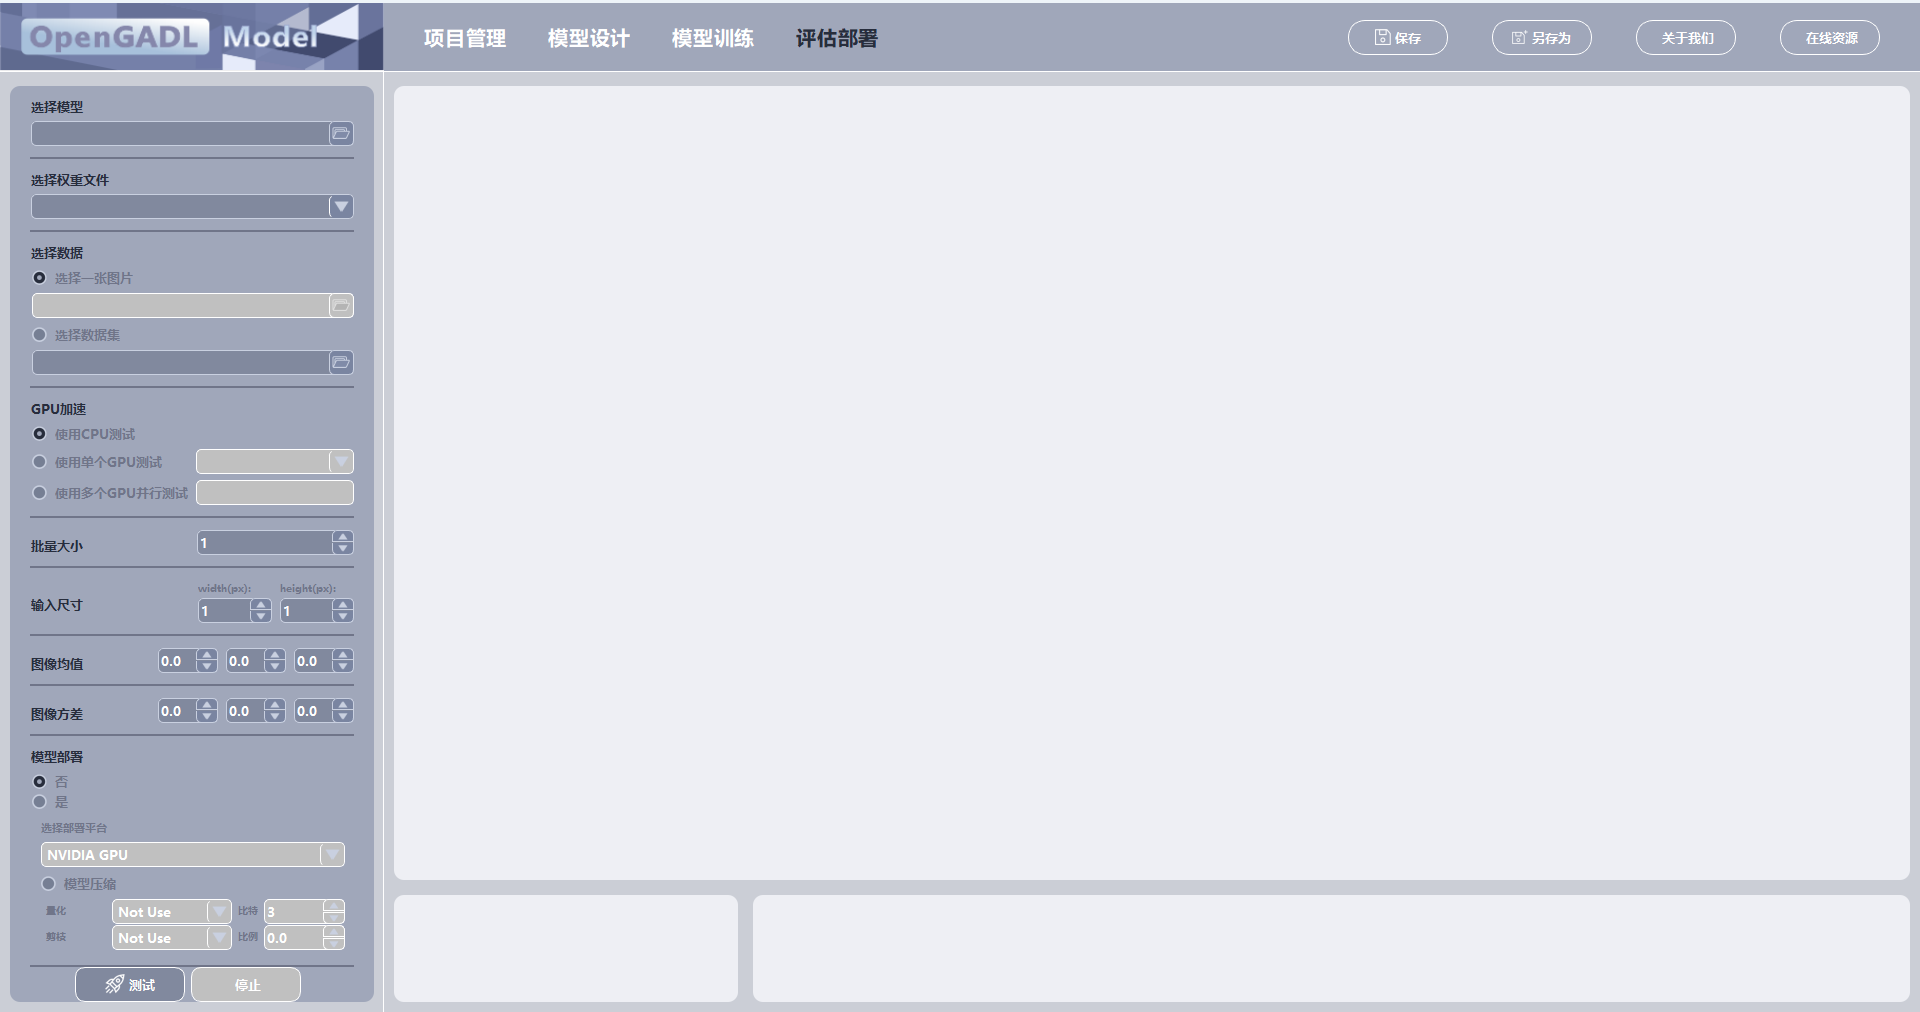 OpenGADL Model
项目管理 模型设计 模型训练 评估部署
保存 另存为 关于我们 在线资源
选择模型
选择权重文件
选择数据
选择一张图片
选择数据集
GPU加速
使用CPU测试
使用单个GPU测试
使用多个GPU并行测试
批量大小 1
width(px): height(px):
输入尺寸 1 1
图像均值 0.0 0.0 0.0
图像方差 0.0 0.0 0.0
模型部署
否
是
选择部署平台
NVIDIA GPU
模型压缩
量化 Not Use 比特 3
剪枝 Not Use 比例 0.0
测试 停止